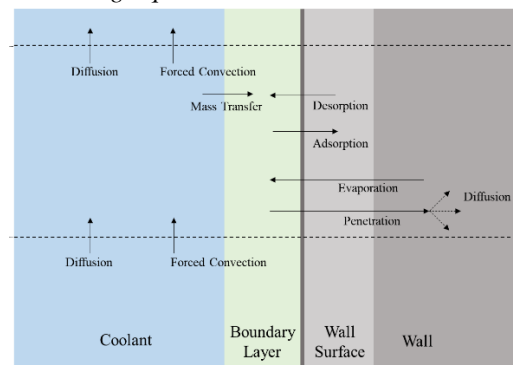 Diffusion
Forced Convection
Mass Transfer
Desorption
Adsorption
Evaporation
Diffusion
Penetration
Diffusion
Forced Convection
Coolant
Boundary
Layer
Wall
Surface
Wall